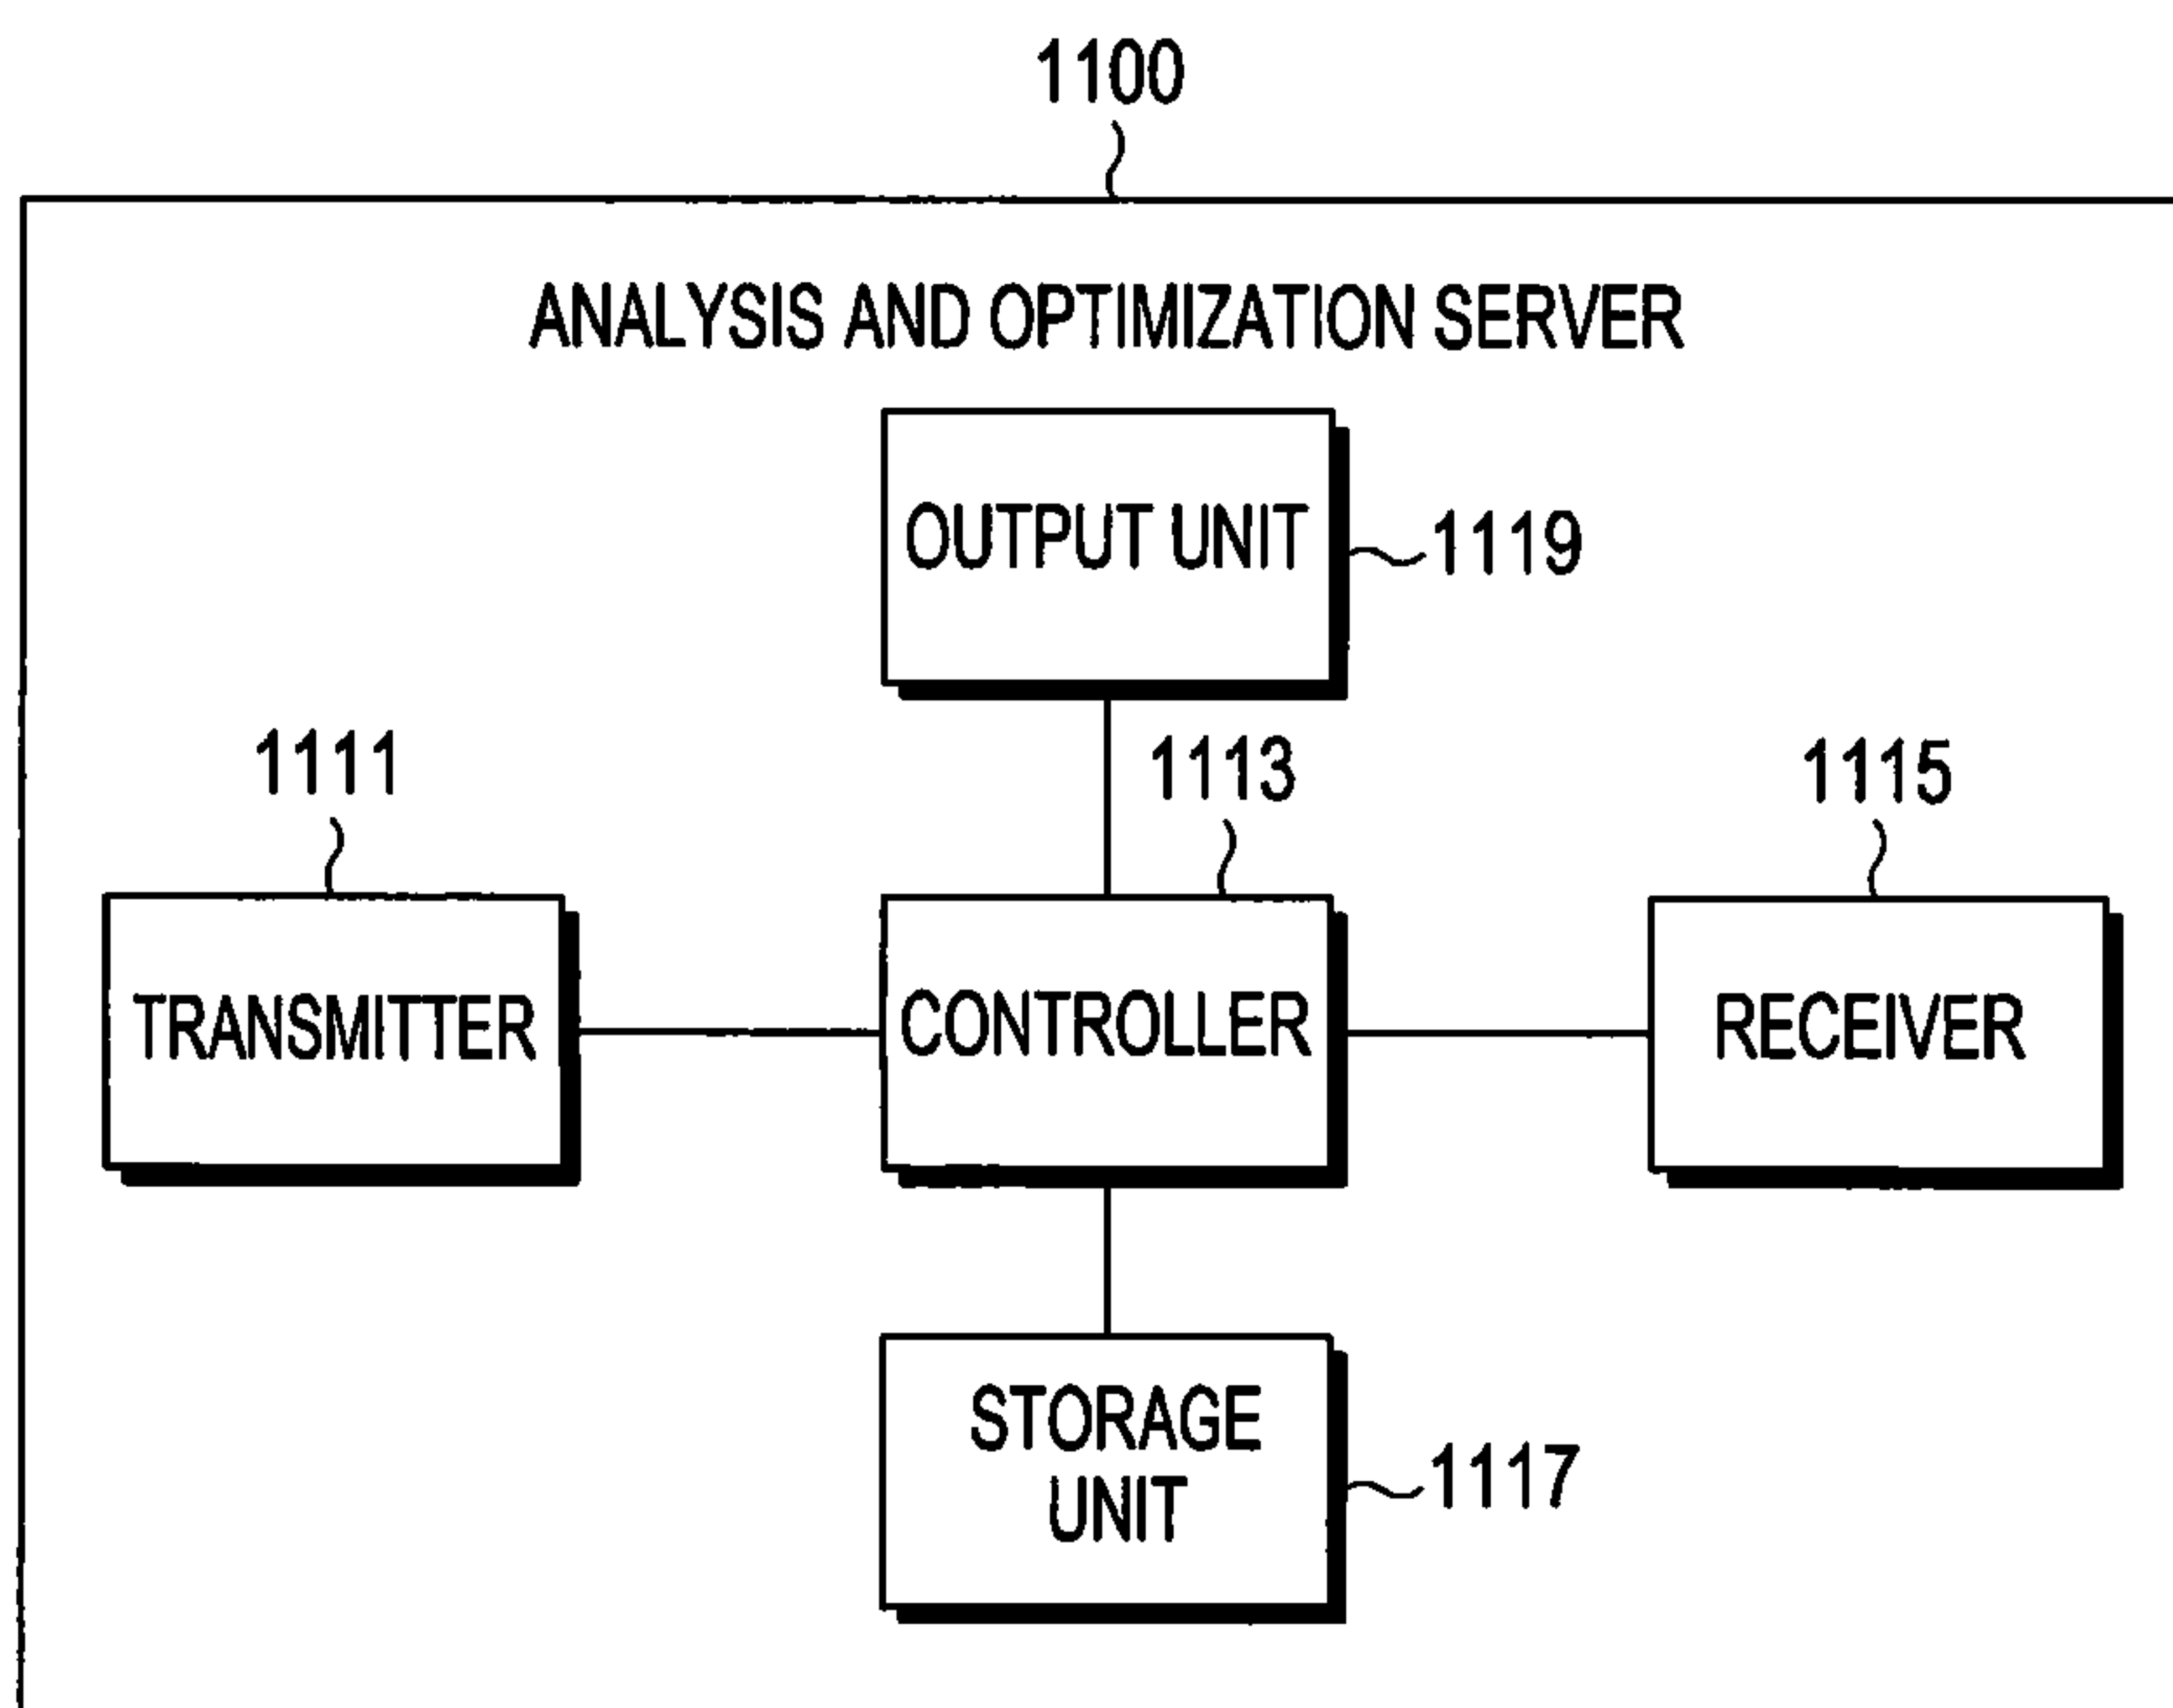 1100
ANALYSIS AND OPTIMIZATION SERVER
OUTPUT UNIT
1119
1111
1113
1115
TRANSMITTER
CONTROLLER
RECEIVER
STORAGE
UNIT
1117